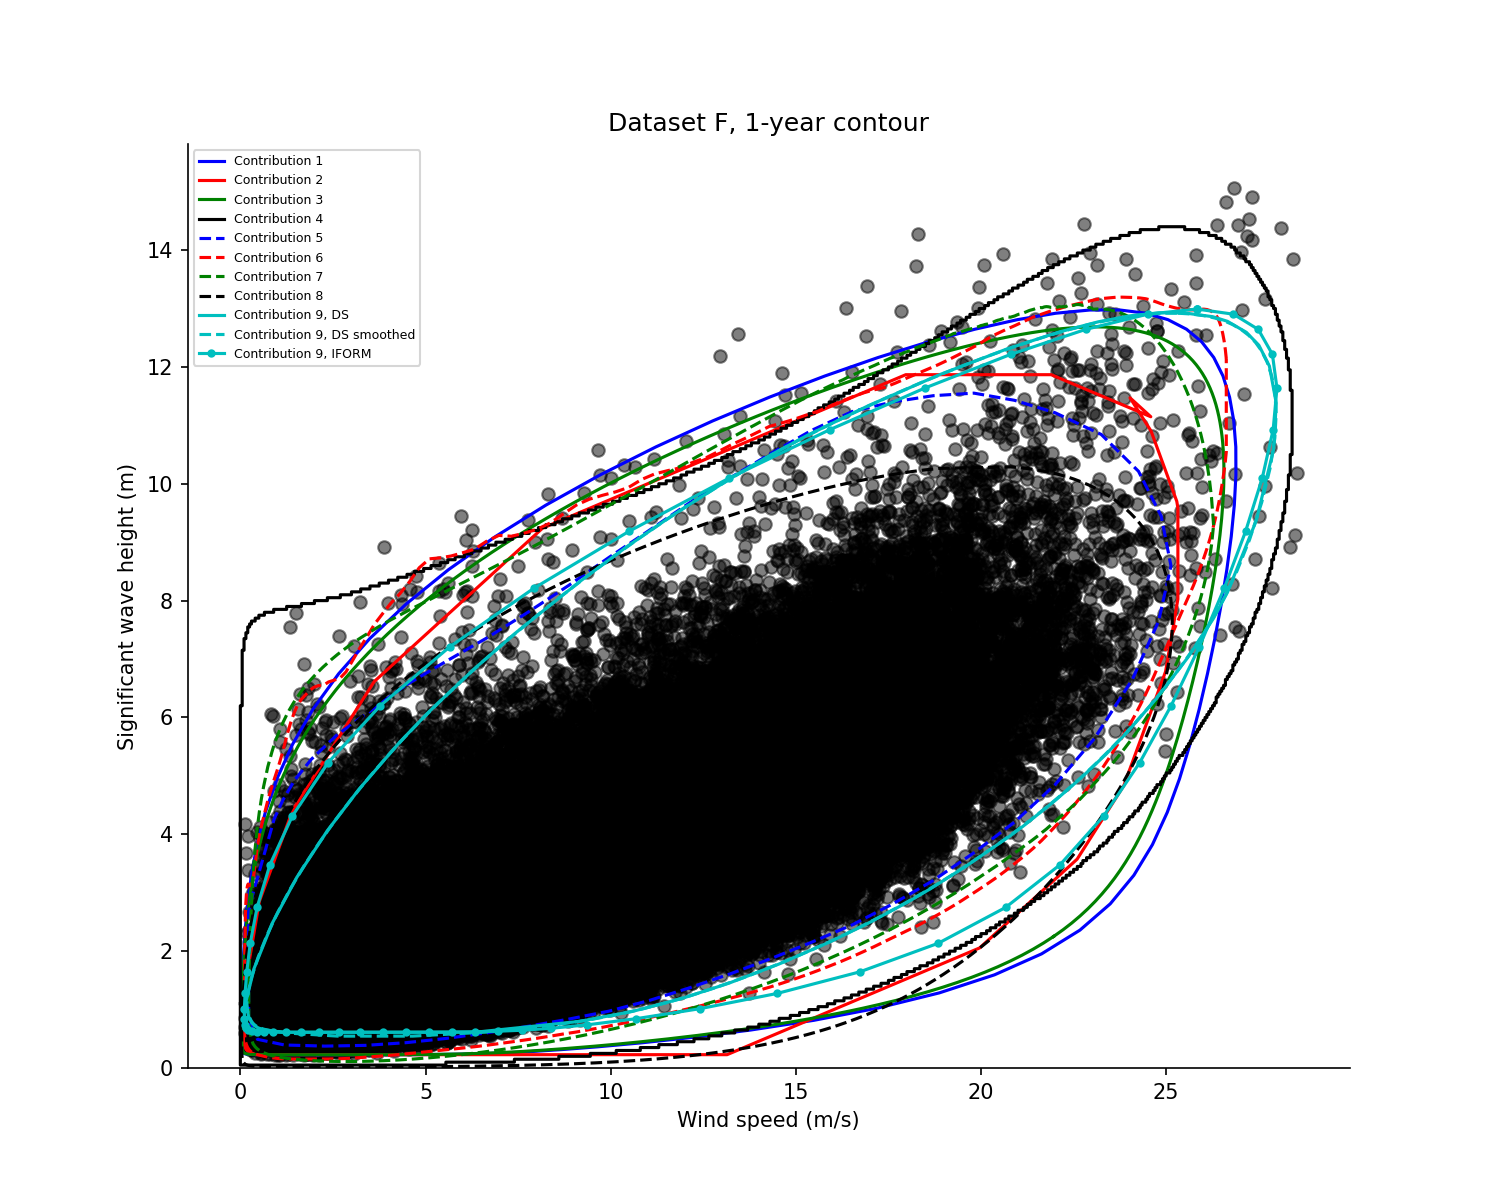 Dataset F, 1-year contour
Contribution 1
Contribution 2
Contribution 3
Contribution 4
Contribution 5
Contribution 6
Contribution 7
Contribution 8
Contribution 9, DS
Contribution 9, DS smoothed
Contribution 9, IFORM
Significant wave height (m)
14
12
10
8
6
4
2
0
0 5 10 15 20 25
Wind speed (m/s)